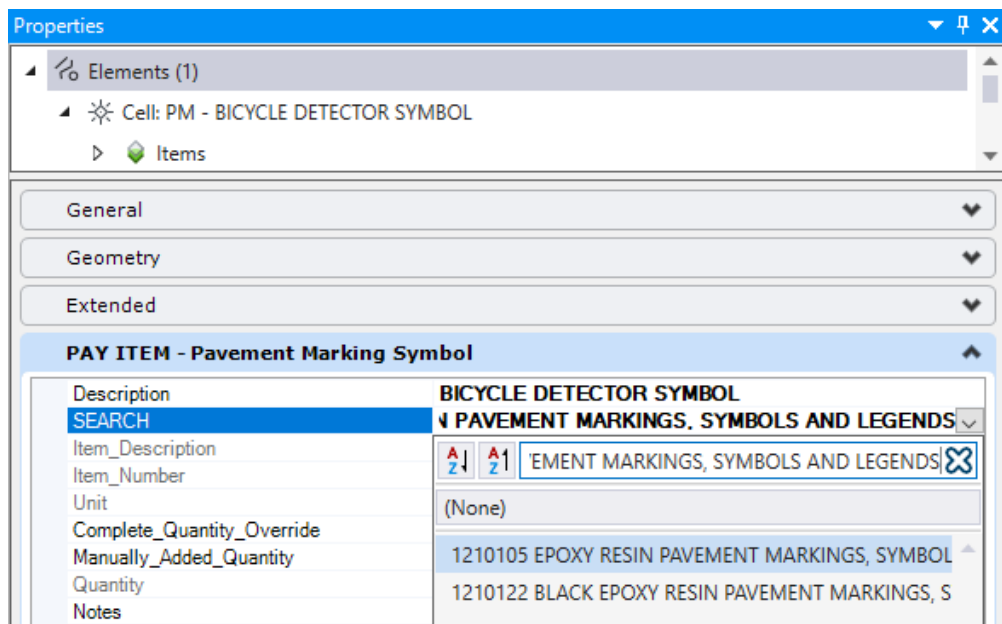 Properties
Elements (1)
Cell: PM - BICYCLE DETECTOR SYMBOL
Items
General
Geometry
Extended
PAY ITEM - Pavement Marking Symbol
Description BICYCLE DETECTOR SYMBOL
SEARCH PAVEMENT MARKINGS, SYMBOLS AND LEGENDS
Item_Description
A Z A Z EMENT MARKINGS, SYMBOLS AND LEGENDS
Item_Number
Unit (None)
Complete_Quantity_Override
Manually_Added_Quantity 1210105 EPOXY RESIN PAVEMENT MARKINGS, SYMBOL
Quantity
Notes 1210122 BLACK EPOXY RESIN PAVEMENT MARKINGS, S